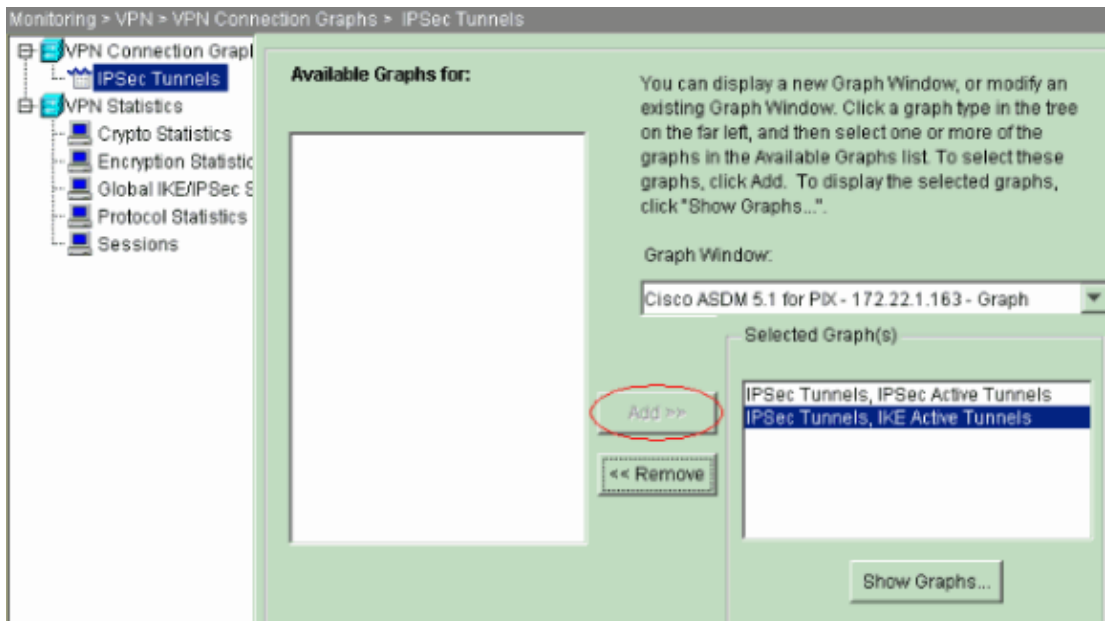 Monitoring > VPN > VPN Connection Graphs > IPSec Tunnels
VPN Connection Grap
IPSec Tunnels
VPN Statistics
Crypto Statistics
Encryption Statistic
Global IKE/IPSec S
Protocol Statistics
Sessions
Available Graphs for:
You can display a new Graph Window, or modify an
existing Graph Window. Click a graph type in the tree
on the far left, and then select one or more of the
graphs in the Available Graphs list. To select these
graphs, click Add. To display the selected graphs,
click "Show Graphs...".
Graph Window:
Cisco ASDM 5.1 for PIX - 172.22.1.163 - Graph
Add >>
<< Remove
Selected Graph(s)
IPSec Tunnels, IPSec Active Tunnels
IPSec Tunnels, IKE Active Tunnels
Show Graphs...